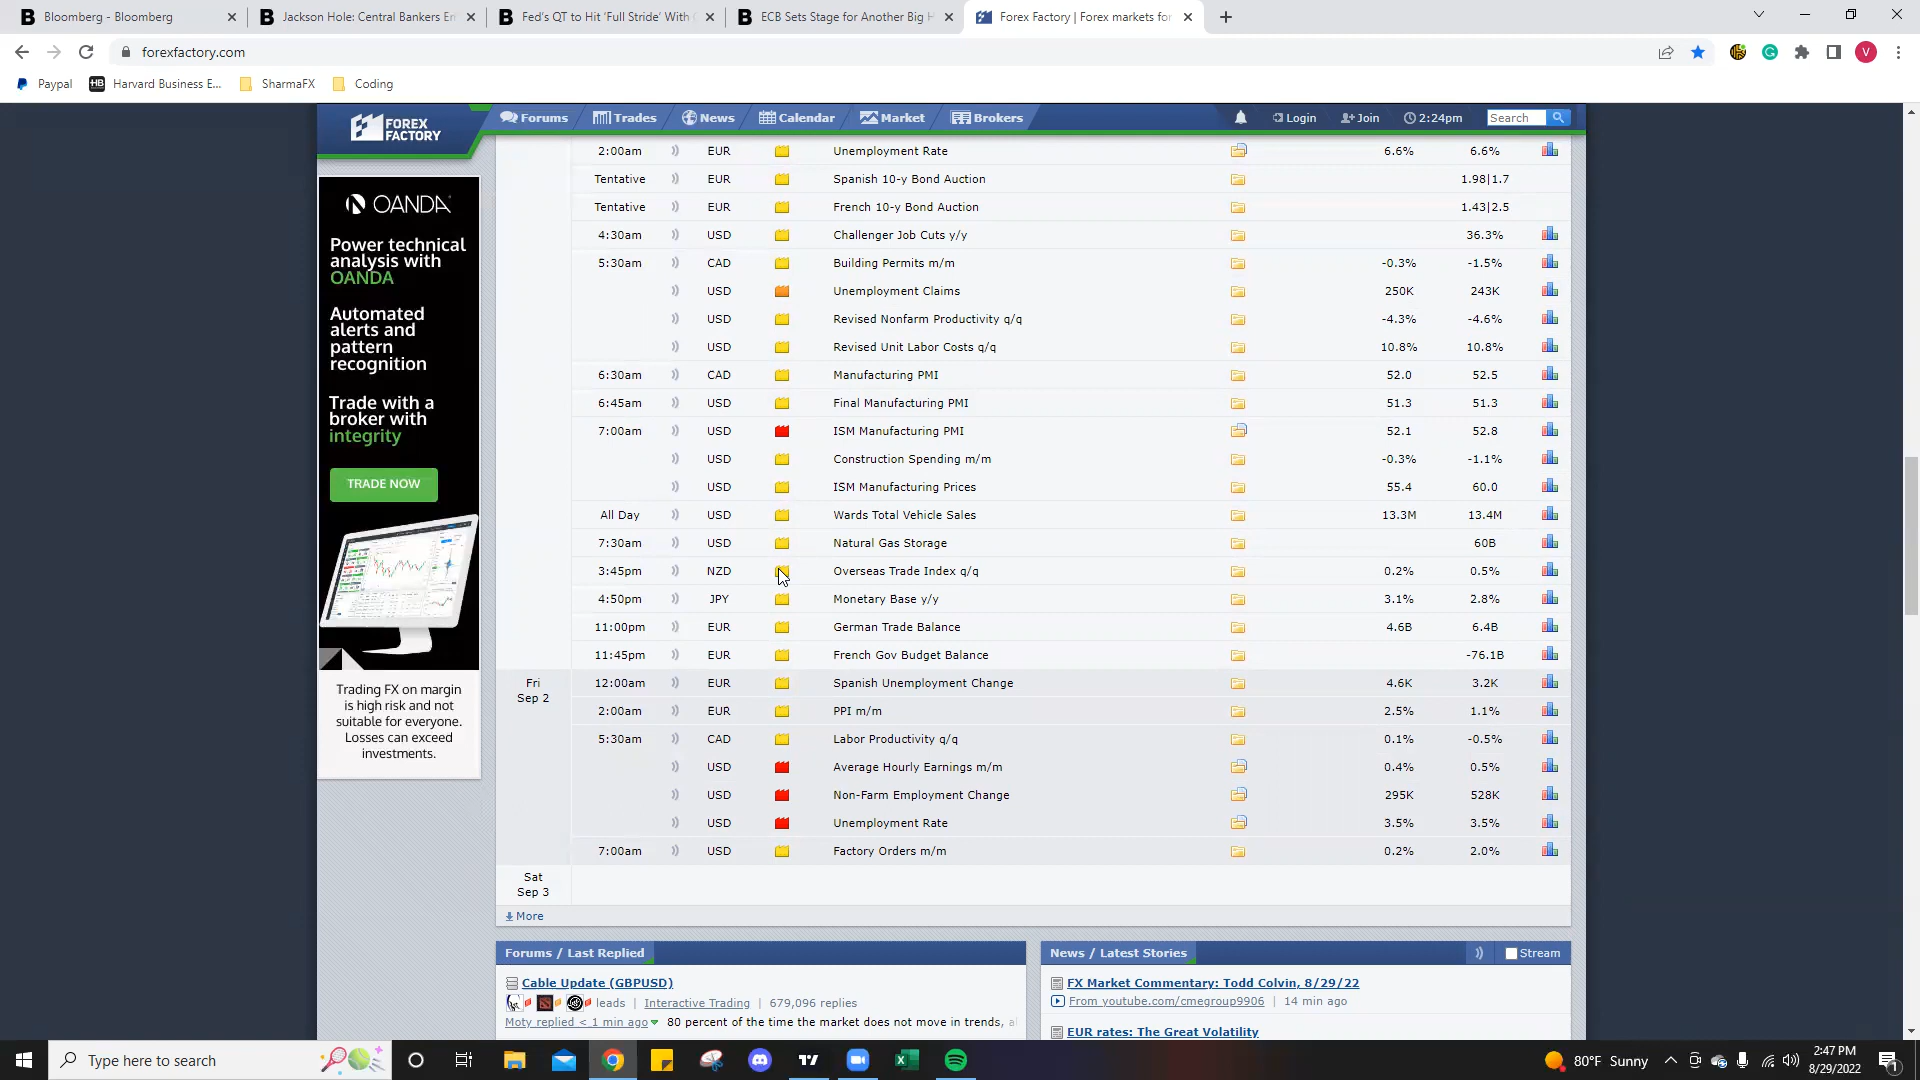 Bloomberg - Bloomberg
Jackson Hole: Central Bankers En
Fed's QT to Hit 'Full Stride' With
ECB Sets Stage for Another Big H
Forex Factory | Forex markets for
forexfactory.com
V
Paypal
HB Harvard Business E...
SharmaFX
Coding
FOREX
FACTORY
Forums
Trades
News
Calendar
Market
Brokers
Login
Join
2:24pm
Search
2:00am EUR Unemployment Rate 6.6% 6.6%
Tentative EUR Spanish 10-y Bond Auction 1.98|1.7
Tentative EUR French 10-y Bond Auction 1.43|2.5
4:30am USD Challenger Job Cuts y/y 36.3%
5:30am CAD Building Permits m/m -0.3% -1.5%
USD Unemployment Claims 250K 243K
USD Revised Nonfarm Productivity q/q -4.3% -4.6%
USD Revised Unit Labor Costs q/q 10.8% 10.8%
6:30am CAD Manufacturing PMI 52.0 52.5
6:45am USD Final Manufacturing PMI 51.3 51.3
7:00am USD ISM Manufacturing PMI 52.1 52.8
USD Construction Spending m/m -0.3% -1.1%
USD ISM Manufacturing Prices 55.4 60.0
All Day USD Wards Total Vehicle Sales 13.3M 13.4M
7:30am USD Natural Gas Storage 60B
3:45pm NZD Overseas Trade Index q/q 0.2% 0.5%
4:50pm JPY Monetary Base y/y 3.1% 2.8%
11:00pm EUR German Trade Balance 4.6B 6.4B
11:45pm EUR French Gov Budget Balance -76.1B
Fri
Sep 2
12:00am EUR Spanish Unemployment Change 4.6K 3.2K
2:00am EUR PPI m/m 2.5% 1.1%
5:30am CAD Labor Productivity q/q 0.1% -0.5%
USD Average Hourly Earnings m/m 0.4% 0.5%
USD Non-Farm Employment Change 295K 528K
USD Unemployment Rate 3.5% 3.5%
7:00am USD Factory Orders m/m 0.2% 2.0%
Sat
Sep 3
More
OANDA
Power technical
analysis with
OANDA
Automated
alerts and
pattern
recognition
Trade with a
broker with
integrity
TRADE NOW
Trading FX on margin
is high risk and not
suitable for everyone.
Losses can exceed
investments.
Forums / Last Replied
Cable Update (GBPUSD)
leads | Interactive Trading | 679,096 replies
Moty replied < 1 min ago 80 percent of the time the market does not move in trends,
News / Latest Stories
Stream
FX Market Commentary: Todd Colvin, 8/29/22
From youtube.com/cmegroup9906 | 14 min ago
EUR rates: The Great Volatility
Type here to search
80°F Sunny
2:47 PM
8/29/2022
1